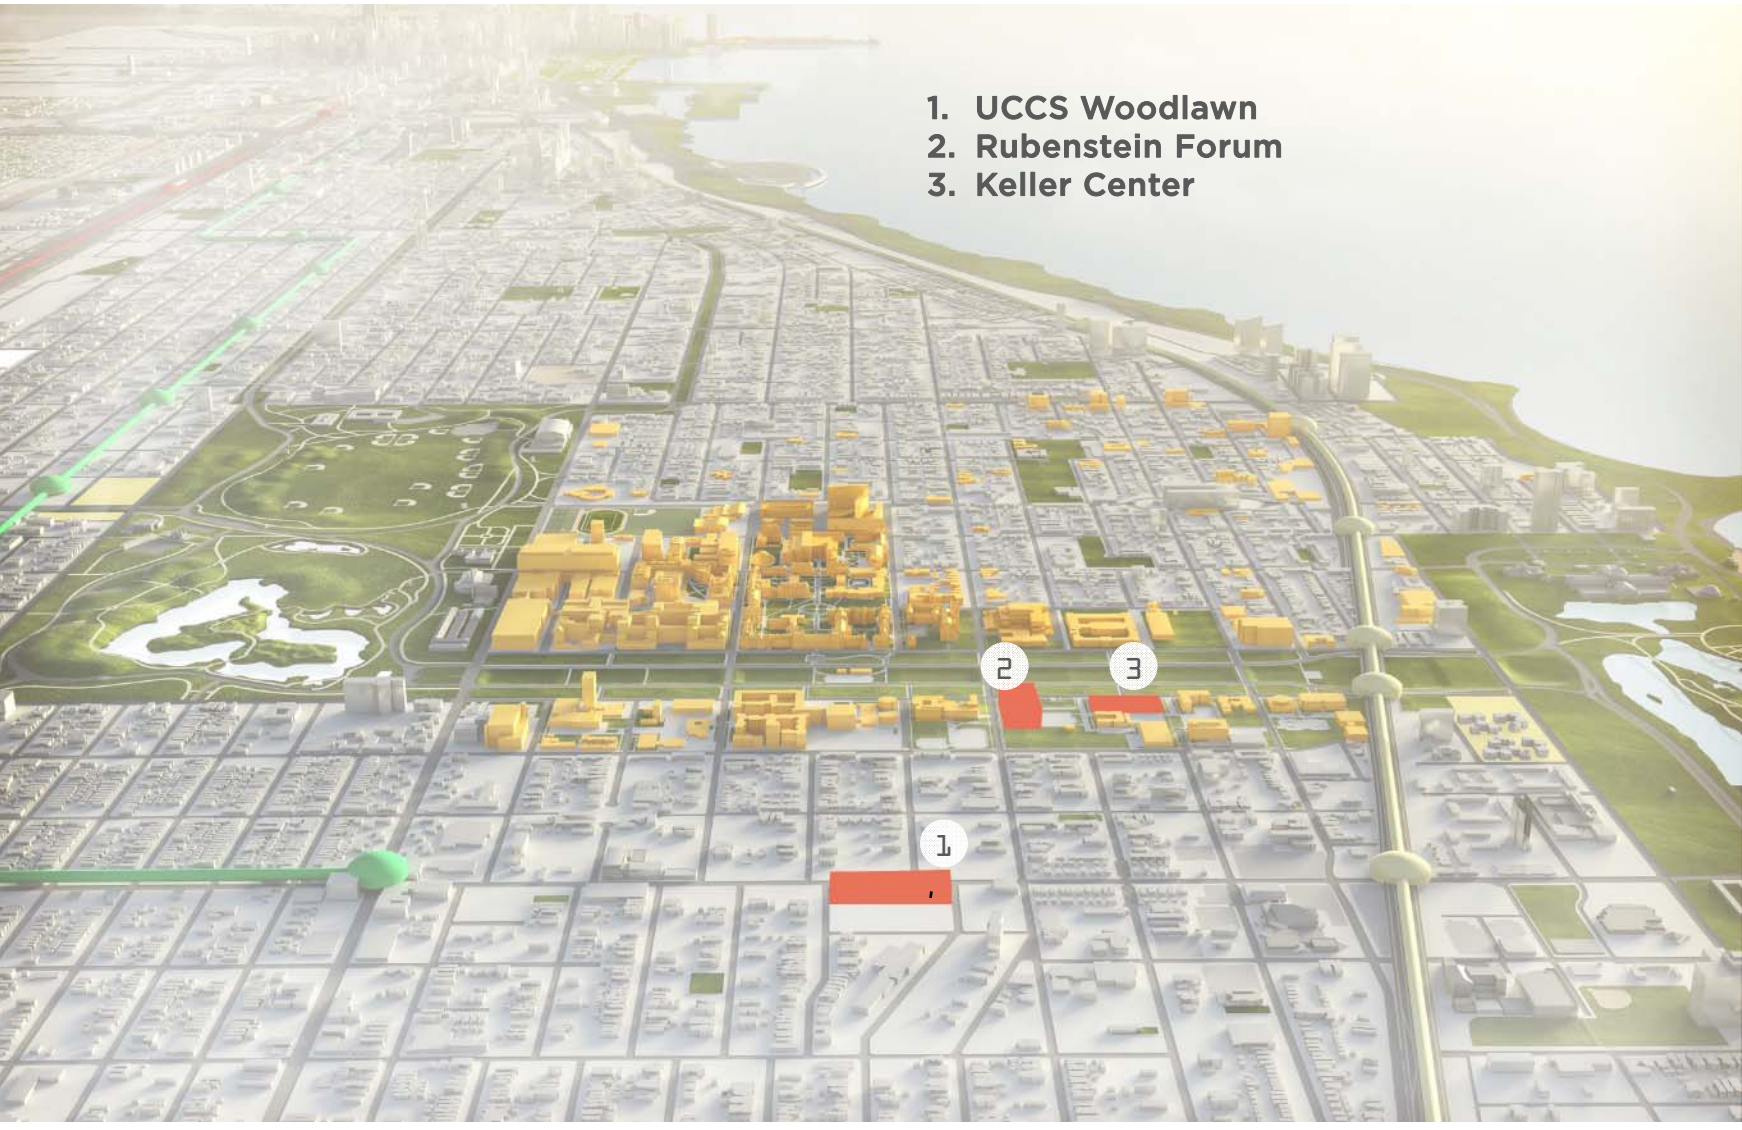 1. UCCS Woodlawn
2. Rubenstein Forum
3. Keller Center
2
3
1